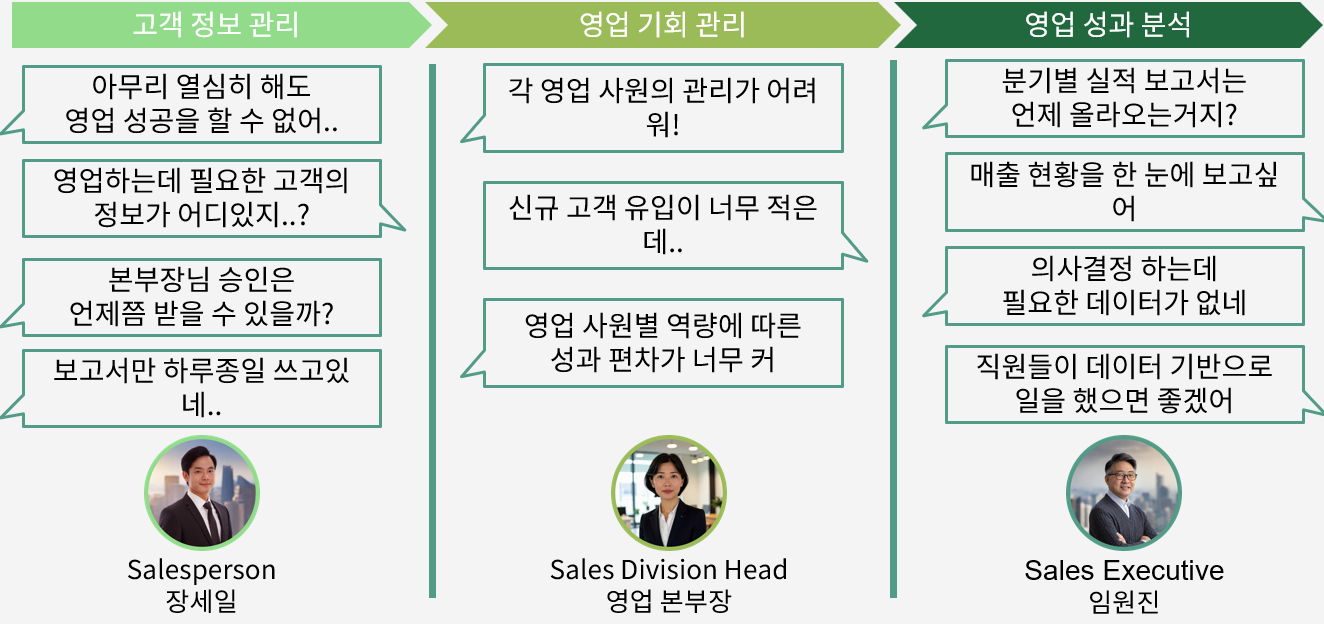 고객 정보 관리
영업 기회 관리
영업 성과 분석
아무리 열심히 해도
영업 성공을 할 수 없어..
영업하는데 필요한 고객의
정보가 어디있지..?
본부장님 승인은
언제쯤 받을 수 있을까?
보고서만 하루종일 쓰고있
네..
Salesperson
장세일
각 영업 사원의 관리가 어려
워!
신규 고객 유입이 너무 적은
데..
영업 사원별 역량에 따른
성과 편차가 너무 커
Sales Division Head
영업 본부장
분기별 실적 보고서는
언제 올라오는거지?
매출 현황을 한 눈에 보고싶
어
의사결정 하는데
필요한 데이터가 없네
직원들이 데이터 기반으로
일을 했으면 좋겠어
Sales Executive
임원진